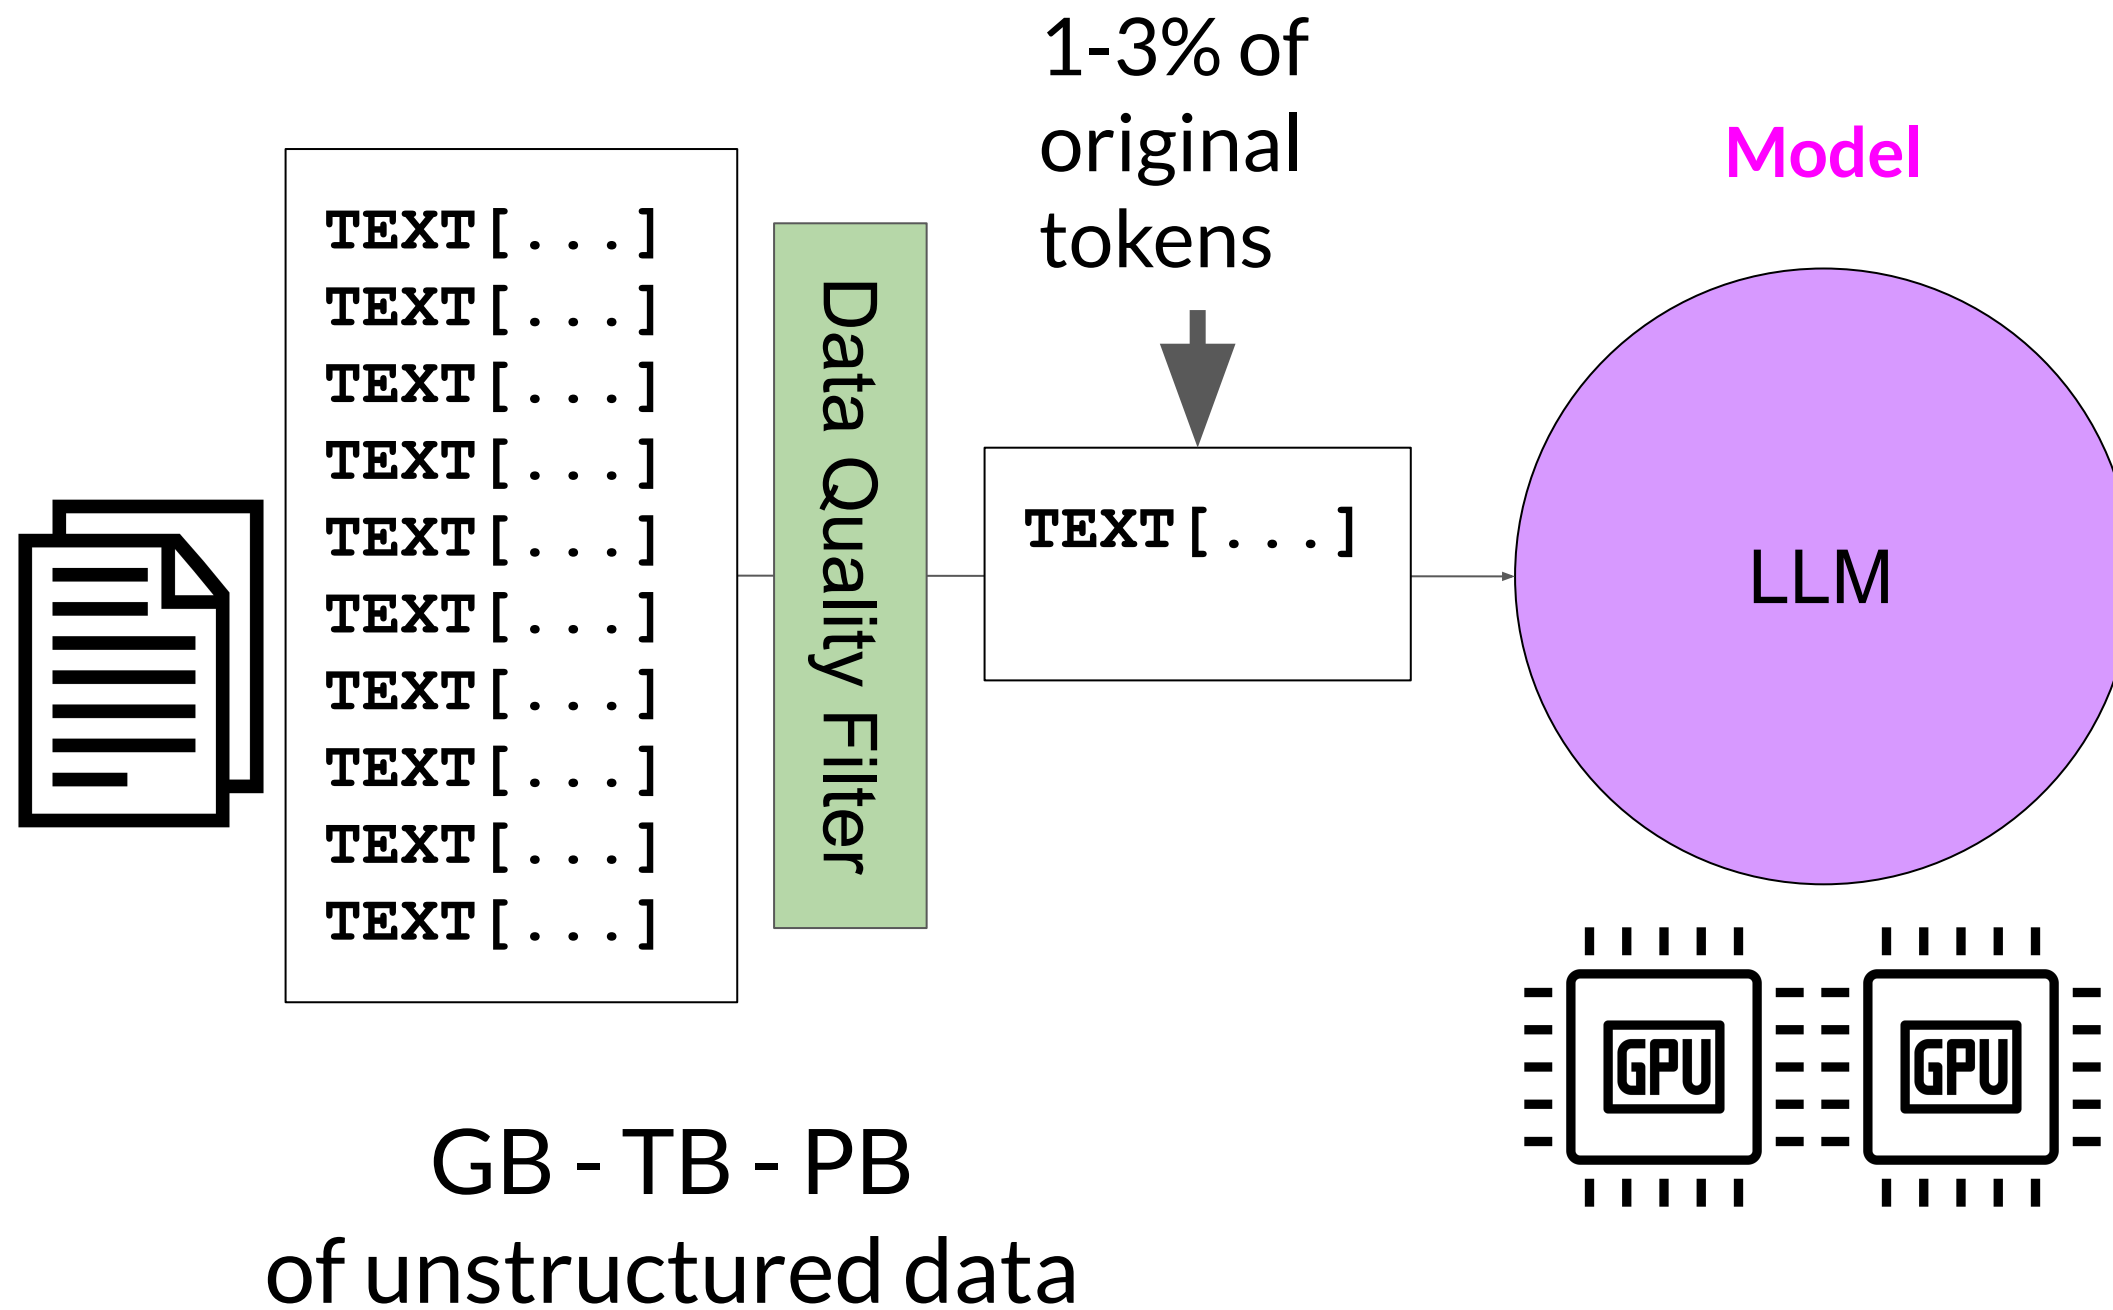 1-3% of
original
tokens
Model
TEXT[...]
TEXT[...]
TEXT[...]
TEXT[...]
TEXT[...]
TEXT[...]
TEXT[...]
TEXT[...]
TEXT[...]
TEXT[...]
Data Quality Filter
TEXT[...]
LLM
GPU
GPU
GB - TB - PB
of unstructured data